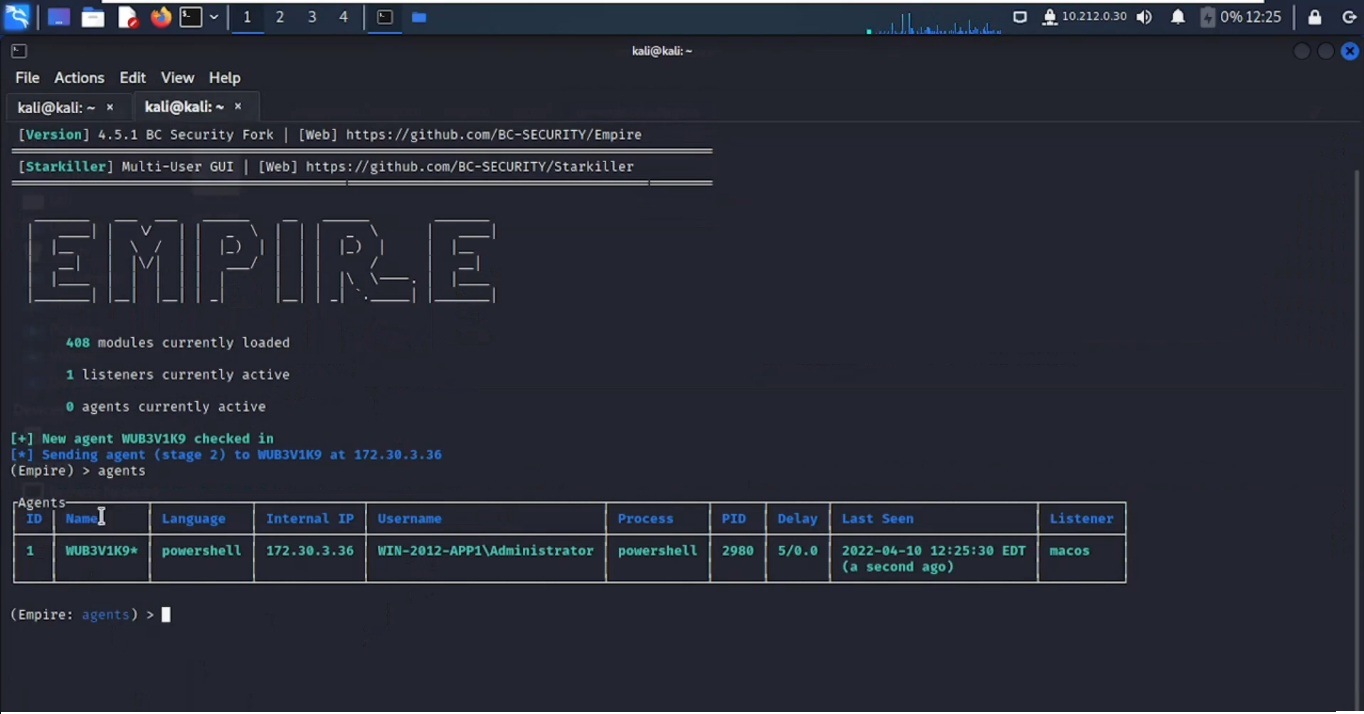 1 2 3 4 10.212.0.30 0% 12:25
kali@kali: ~
File Actions Edit View Help
kali@kali: ~ × kali@kali: ~ ×
[Version] 4.5.1 BC Security Fork | [Web] https://github.com/BC-SECURITY/Empire
[Starkiller] Multi-User GUI | [Web] https://github.com/BC-SECURITY/Starkiller
EMPIRE
408 modules currently loaded
1 listeners currently active
0 agents currently active
[+] New agent WUB3V1K9 checked in
[*] Sending agent (stage 2) to WUB3V1K9 at 172.30.3.36
(Empire) > agents
Agents
ID Name Language Internal IP Username Process PID Delay Last Seen Listener
1 WUB3V1K9* powershell 172.30.3.36 WIN-2012-APP1\Administrator powershell 2980 5/0.0 2022-04-10 12:25:30 EDT macos
(a second ago)
(Empire: agents) >